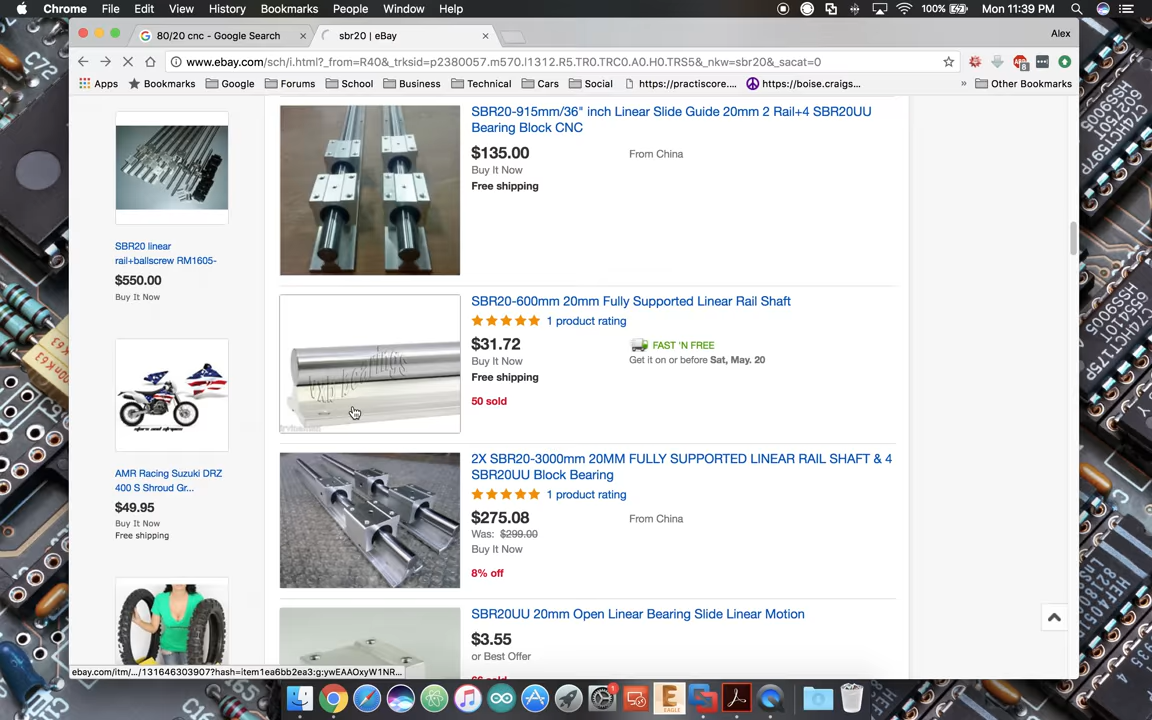 Chrome File Edit View History Bookmarks People Window Help 100% Mon 11:39 PM
80/20 cnc - Google Search
sbr20 | eBay
Alex
www.ebay.com/sch/i.html?_from=R40&_trksid=p2380057.m570.l1312.R5.TR0.TRC0.A0.H0.TRS5&_nkw=sbr20&_sacat=0
Apps Bookmarks Google Forums School Business Technical Cars Social https://practiscore.... https://boise.craigs... » Other Bookmarks
SBR20 linear
rail+ballscrew RM1605-
$550.00
Buy It Now
AMR Racing Suzuki DRZ
400 S Shroud Gr...
$49.95
Buy It Now
Free shipping
SBR20-915mm/36" inch Linear Slide Guide 20mm 2 Rail+4 SBR20UU
Bearing Block CNC
$135.00
From China
Buy It Now
Free shipping
SBR20-600mm 20mm Fully Supported Linear Rail Shaft
1 product rating
$31.72
FAST 'N FREE
Buy It Now
Get it on or before Sat, May. 20
Free shipping
50 sold
2X SBR20-3000mm 20MM FULLY SUPPORTED LINEAR RAIL SHAFT & 4
SBR20UU Block Bearing
1 product rating
$275.08
From China
Was: $299.00
Buy It Now
8% off
SBR20UU 20mm Open Linear Bearing Slide Linear Motion
$3.55
or Best Offer
ebay.com/itm/.../131646303907?hash=item1ea6bb2ea3:g:ywEAAOxyW1NR...
EAGLE